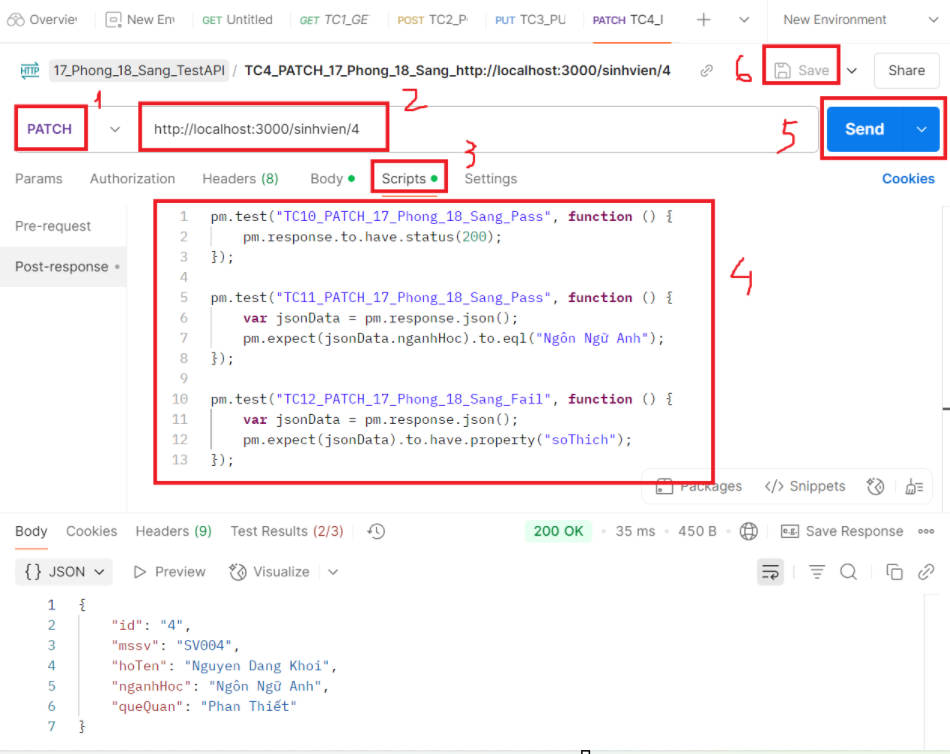 Overview New Env GET Untitled GET TC1_GE POST TC2_P PUT TC3_PU PATCH TC4_I New Environment
HTTP 17_Phong_18_Sang_TestAPI / TC4_PATCH_17_Phong_18_Sang_http://localhost:3000/sinhvien/4 6 Save Share
1 2
PATCH http://localhost:3000/sinhvien/4 5 Send
3
Params Authorization Headers (8) Body Scripts Settings Cookies
Pre-request
Post-response
4
1 pm.test("TC10_PATCH_17_Phong_18_Sang_Pass", function () {
2 pm.response.to.have.status(200);
3 });
4
5 pm.test("TC11_PATCH_17_Phong_18_Sang_Pass", function () {
6 var jsonData = pm.response.json();
7 pm.expect(jsonData.nganhHoc).to.eql("Ngôn Ngữ Anh");
8 });
9
10 pm.test("TC12_PATCH_17_Phong_18_Sang_Fail", function () {
11 var jsonData = pm.response.json();
12 pm.expect(jsonData).to.have.property("soThich");
13 });
Packages </> Snippets
Body Cookies Headers (9) Test Results (2/3) 200 OK 35 ms 450 B e.g. Save Response
{} JSON Preview Visualize
1 {
2 "id": "4",
3 "mssv": "SV004",
4 "hoTen": "Nguyen Dang Khoi",
5 "nganhHoc": "Ngôn Ngữ Anh",
6 "queQuan": "Phan Thiết"
7 }